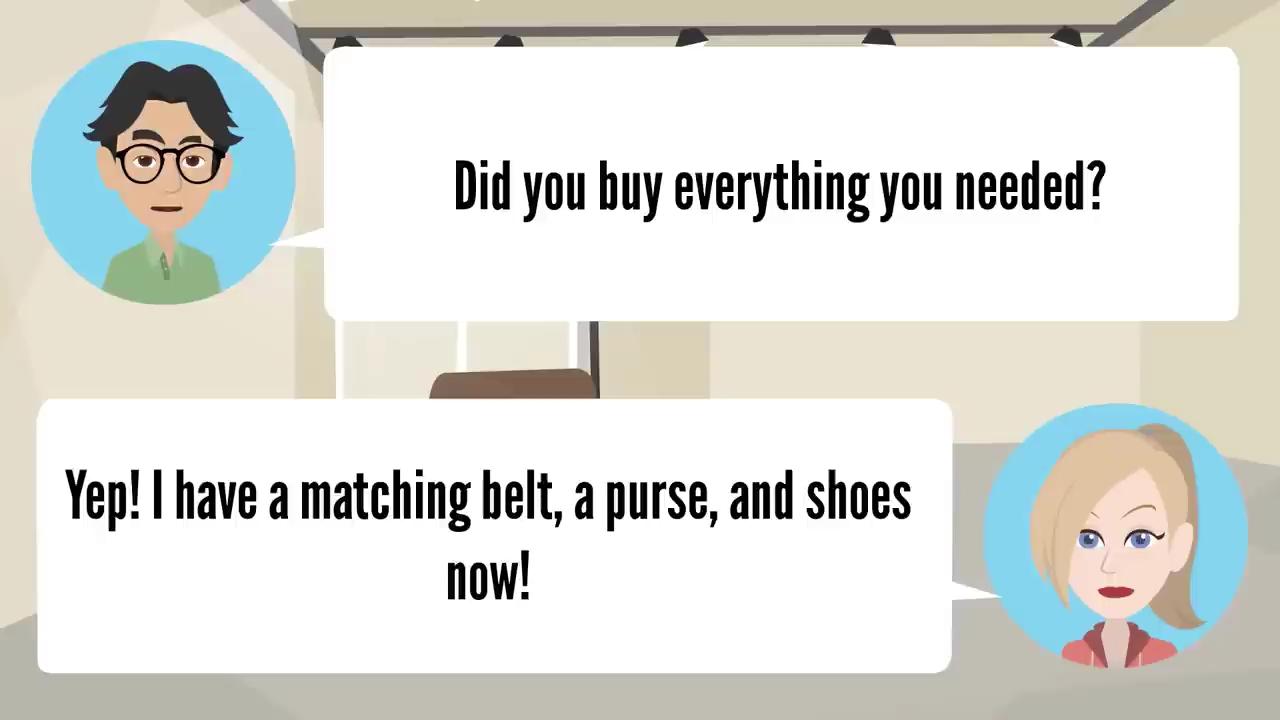 Did you buy everything you needed?
Yep! I have a matching belt, a purse, and shoes
now!